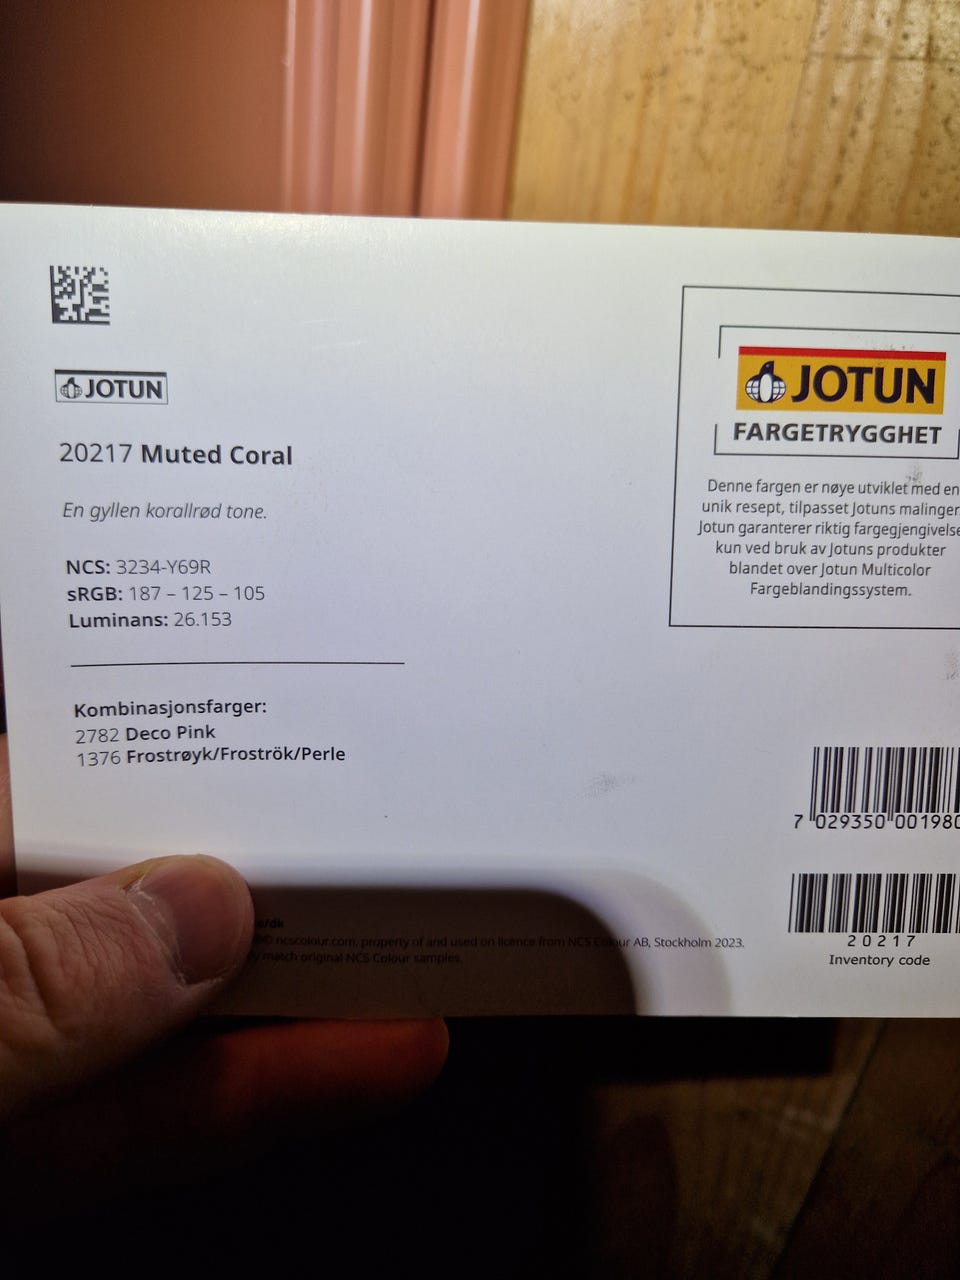 JOTUN
20217 Muted Coral
En gyllen korallrød tone.
NCS: 3234-Y69R
sRGB: 187 – 125 – 105
Luminans: 26.153
Kombinasjonsfarger:
2782 Deco Pink
1376 Frostrøyk/Froströk/Perle
JOTUN
FARGETRYGGHET
Denne fargen er nøye utviklet med en
unik resept, tilpasset Jotuns malinger
Jotun garanterer riktig fargegjengivelse
kun ved bruk av Jotuns produkter
blandet over Jotun Multicolor
Fargeblandingssystem.
7 029350 001980
20217
Inventory code
/dk
© ncscolour.com, property of and used on licence from NCS Colour AB, Stockholm 2023.
match original NCS Colour samples.